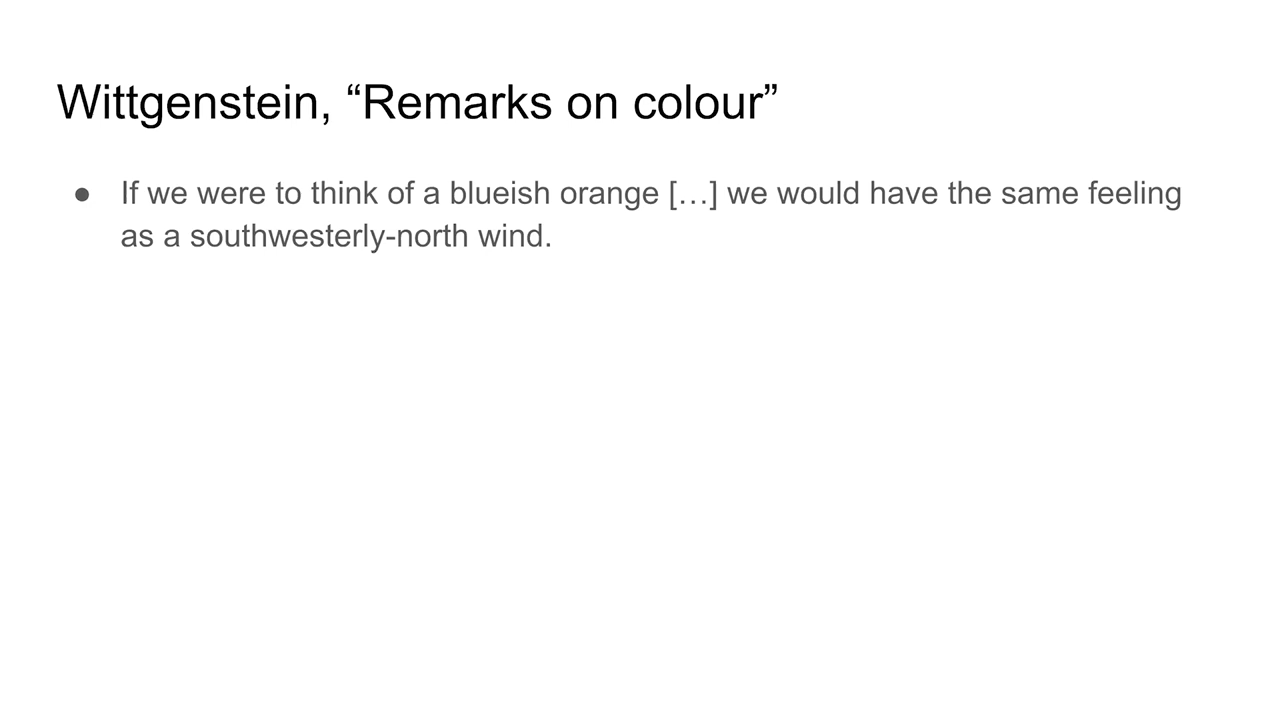 Wittgenstein, “Remarks on colour”
● If we were to think of a blueish orange […] we would have the same feeling
as a southwesterly-north wind.